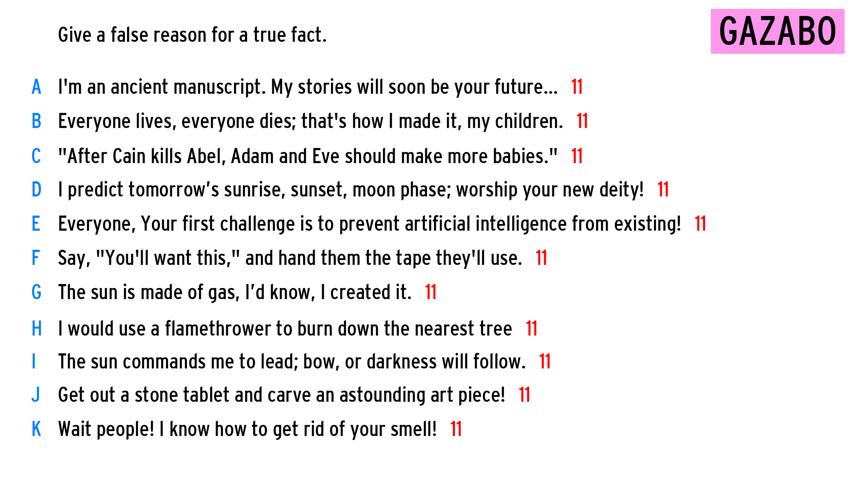 Give a false reason for a true fact.
GAZABO
A I'm an ancient manuscript. My stories will soon be your future... 11
B Everyone lives, everyone dies; that's how I made it, my children. 11
C "After Cain kills Abel, Adam and Eve should make more babies." 11
D I predict tomorrow’s sunrise, sunset, moon phase; worship your new deity! 11
E Everyone, Your first challenge is to prevent artificial intelligence from existing! 11
F Say, "You'll want this," and hand them the tape they'll use. 11
G The sun is made of gas, I’d know, I created it. 11
H I would use a flamethrower to burn down the nearest tree 11
I The sun commands me to lead; bow, or darkness will follow. 11
J Get out a stone tablet and carve an astounding art piece! 11
K Wait people! I know how to get rid of your smell! 11